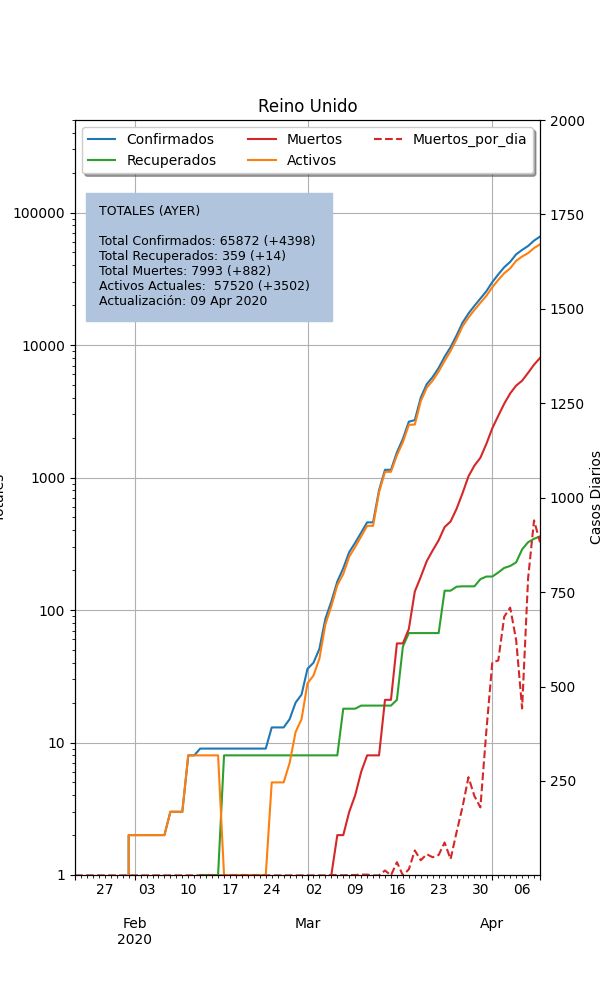 Reino Unido
Confirmados
Recuperados
Muertos
Activos
Muertos_por_dia
TOTALES (AYER)
Total Confirmados: 65872 (+4398)
Total Recuperados: 359 (+14)
Total Muertes: 7993 (+882)
Activos Actuales:  57520 (+3502)
Actualización: 09 Apr 2020
100000
10000
1000
100
10
1
2000
1750
1500
1250
1000
750
500
250
Casos Diarios
27 03 10 17 24 02 09 16 23 30 06
Feb Mar Apr
2020